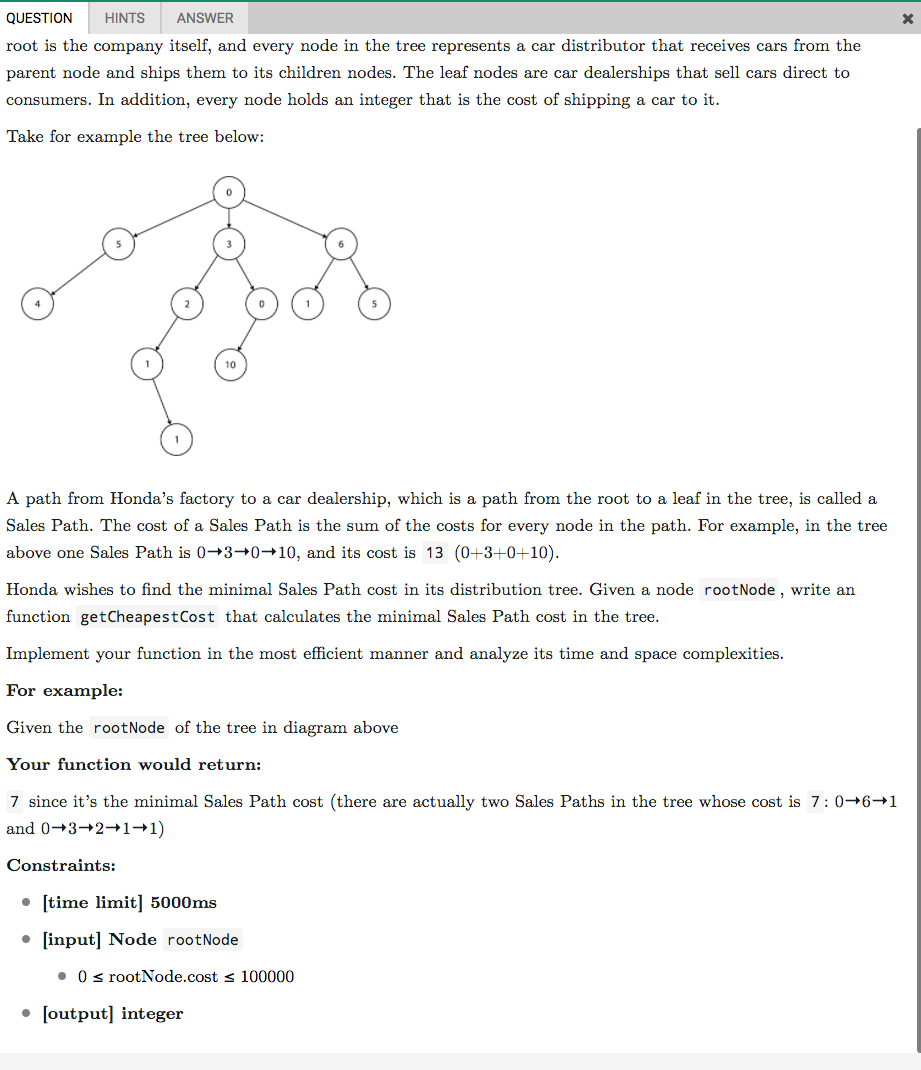 QUESTION HINTS ANSWER ✖
root is the company itself, and every node in the tree represents a car distributor that receives cars from the
parent node and ships them to its children nodes. The leaf nodes are car dealerships that sell cars direct to
consumers. In addition, every node holds an integer that is the cost of shipping a car to it.
Take for example the tree below:
0
5 3 6
4 2 0 1 5
1 10
1
A path from Honda's factory to a car dealership, which is a path from the root to a leaf in the tree, is called a
Sales Path. The cost of a Sales Path is the sum of the costs for every node in the path. For example, in the tree
above one Sales Path is 0→3→0→10, and its cost is 13 (0+3+0+10).
Honda wishes to find the minimal Sales Path cost in its distribution tree. Given a node rootNode, write an
function getCheapestCost that calculates the minimal Sales Path cost in the tree.
Implement your function in the most efficient manner and analyze its time and space complexities.
For example:
Given the rootNode of the tree in diagram above
Your function would return:
7 since it's the minimal Sales Path cost (there are actually two Sales Paths in the tree whose cost is 7: 0→6→1
and 0→3→2→1→1)
Constraints:
• [time limit] 5000ms
• [input] Node rootNode
• 0 ≤ rootNode.cost ≤ 100000
• [output] integer